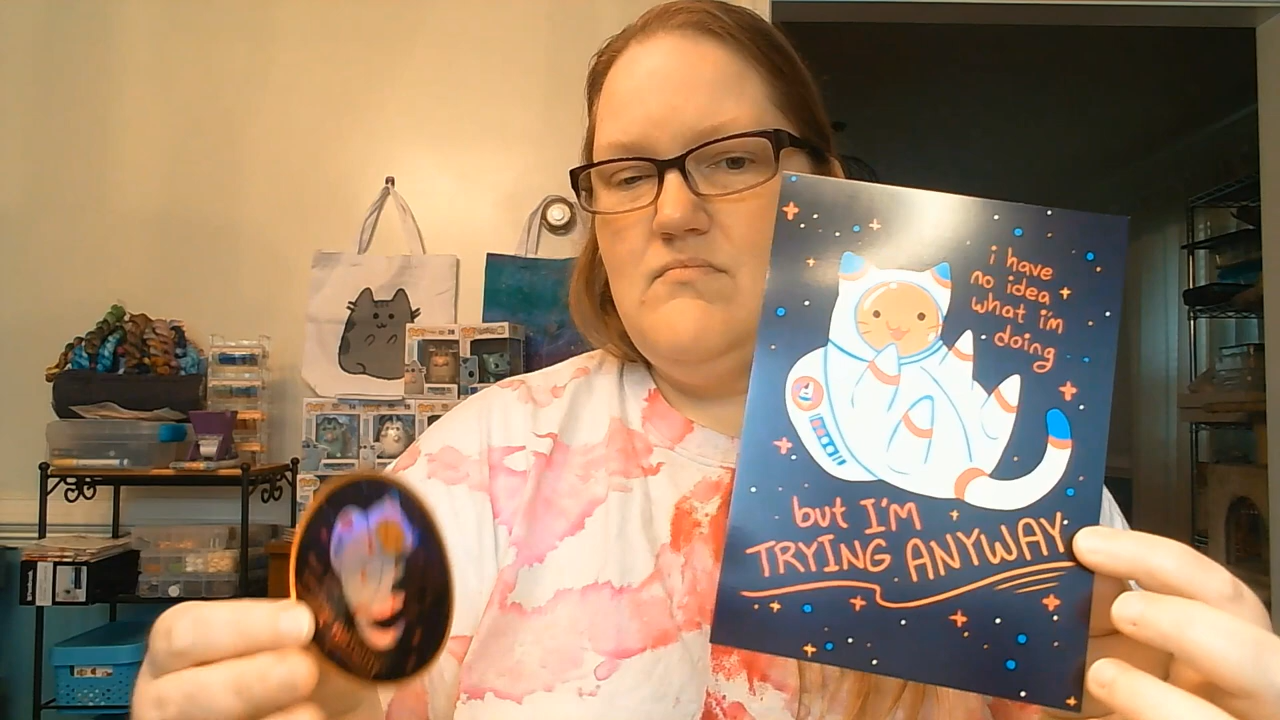 i have
no idea
what i'm
doing
but I'M
TRYING ANYWAY